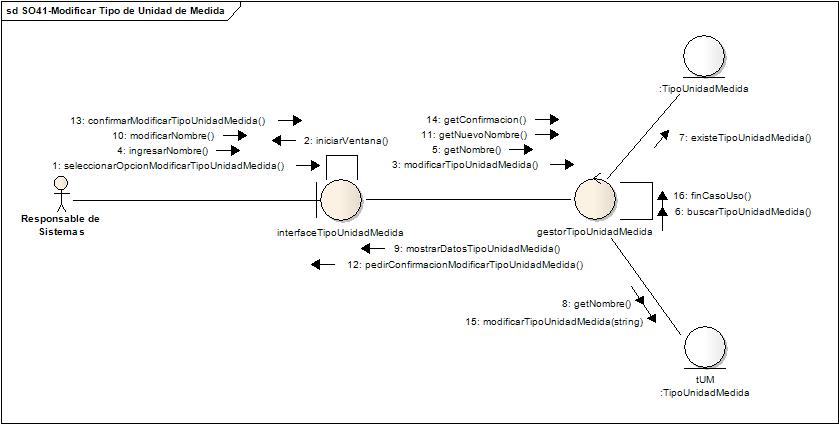 sd SO41-Modificar Tipo de Unidad de Medida
:TipoUnidadMedida
13: confirmarModificarTipoUnidadMedida()
10: modificarNombre()
4: ingresarNombre()
1: seleccionarOpcionModificarTipoUnidadMedida()
2: iniciarVentana()
14: getConfirmacion()
11: getNuevoNombre()
5: getNombre()
3: modificarTipoUnidadMedida()
7: existeTipoUnidadMedida()
Responsable de
Sistemas
interfaceTipoUnidadMedida
gestorTipoUnidadMedida
16: finCasoUso()
6: buscarTipoUnidadMedida()
9: mostrarDatosTipoUnidadMedida()
12: pedirConfirmacionModificarTipoUnidadMedida()
8: getNombre()
15: modificarTipoUnidadMedida(string)
tUM
:TipoUnidadMedida